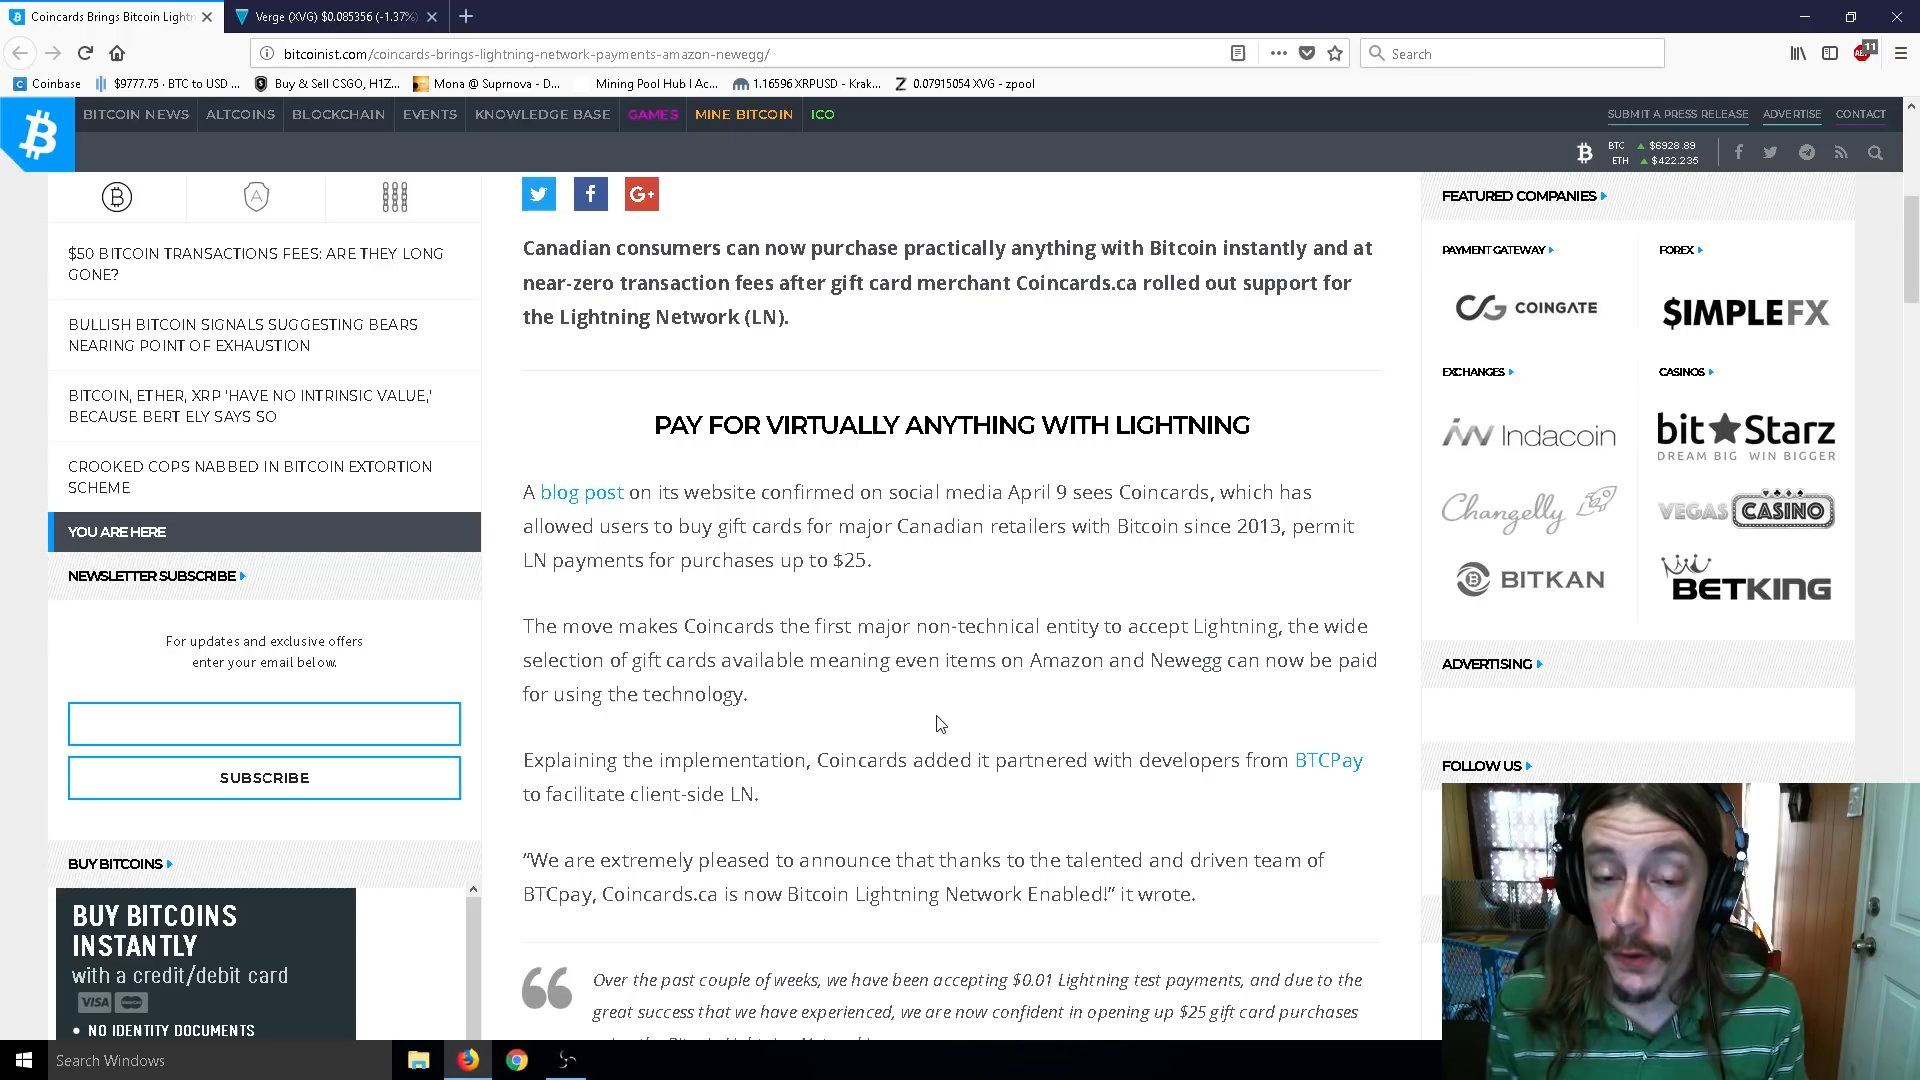 Coincards Brings Bitcoin Lightn
Verge (XVG) $0.085356 (-1.37%)
bitcoinist.com/coincards-brings-lightning-network-payments-amazon-newegg/
Search
11
Coinbase
$9777.75 · BTC to USD ...
Buy & Sell CSGO, H1Z...
Mona @ Suprnova - D...
Mining Pool Hub | Ac...
1.16596 XRPUSD - Krak...
0.07915054 XVG - zpool
BITCOIN NEWS
ALTCOINS
BLOCKCHAIN
EVENTS
KNOWLEDGE BASE
GAMES
MINE BITCOIN
ICO
SUBMIT A PRESS RELEASE
ADVERTISE
CONTACT
BTC $6928.89
ETH $422.235
$50 BITCOIN TRANSACTIONS FEES: ARE THEY LONG
GONE?
BULLISH BITCOIN SIGNALS SUGGESTING BEARS
NEARING POINT OF EXHAUSTION
BITCOIN, ETHER, XRP 'HAVE NO INTRINSIC VALUE,'
BECAUSE BERT ELY SAYS SO
CROOKED COPS NABBED IN BITCOIN EXTORTION
SCHEME
YOU ARE HERE
NEWSLETTER SUBSCRIBE
For updates and exclusive offers
enter your email below.
SUBSCRIBE
BUY BITCOINS
BUY BITCOINS
INSTANTLY
with a credit/debit card
VISA
• NO IDENTITY DOCUMENTS
G+
Canadian consumers can now purchase practically anything with Bitcoin instantly and at
near-zero transaction fees after gift card merchant Coincards.ca rolled out support for
the Lightning Network (LN).
PAY FOR VIRTUALLY ANYTHING WITH LIGHTNING
A blog post on its website confirmed on social media April 9 sees Coincards, which has
allowed users to buy gift cards for major Canadian retailers with Bitcoin since 2013, permit
LN payments for purchases up to $25.
The move makes Coincards the first major non-technical entity to accept Lightning, the wide
selection of gift cards available meaning even items on Amazon and Newegg can now be paid
for using the technology.
Explaining the implementation, Coincards added it partnered with developers from BTCPay
to facilitate client-side LN.
“We are extremely pleased to announce that thanks to the talented and driven team of
BTCpay, Coincards.ca is now Bitcoin Lightning Network Enabled!” it wrote.
Over the past couple of weeks, we have been accepting $0.01 Lightning test payments, and due to the
great success that we have experienced, we are now confident in opening up $25 gift card purchases
FEATURED COMPANIES
PAYMENT GATEWAY
FOREX
COINGATE
$IMPLEFX
EXCHANGES
CASINOS
Indacoin
bit Starz
DREAM BIG WIN BIGGER
Changelly
VEGAS CASINO
BITKAN
BETKING
ADVERTISING
FOLLOW US
Search Windows